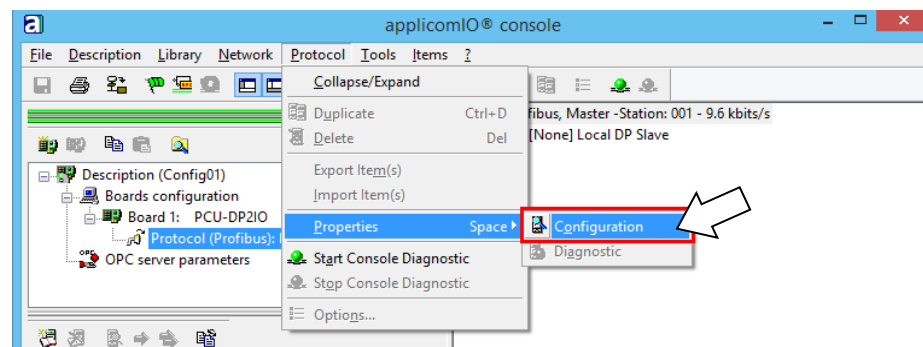 applicomIO® console
File Description Library Network Protocol Tools Items ?
Collapse/Expand
Duplicate Ctrl+D
Delete Del
Export Item(s)
Import Item(s)
Properties Space
Configuration
Diagnostic
Start Console Diagnostic
Stop Console Diagnostic
Options...
fibus, Master -Station: 001 - 9.6 kbits/s
[None] Local DP Slave
Description (Config01)
Boards configuration
Board 1: PCU-DP2IO
Protocol (Profibus):
OPC server parameters